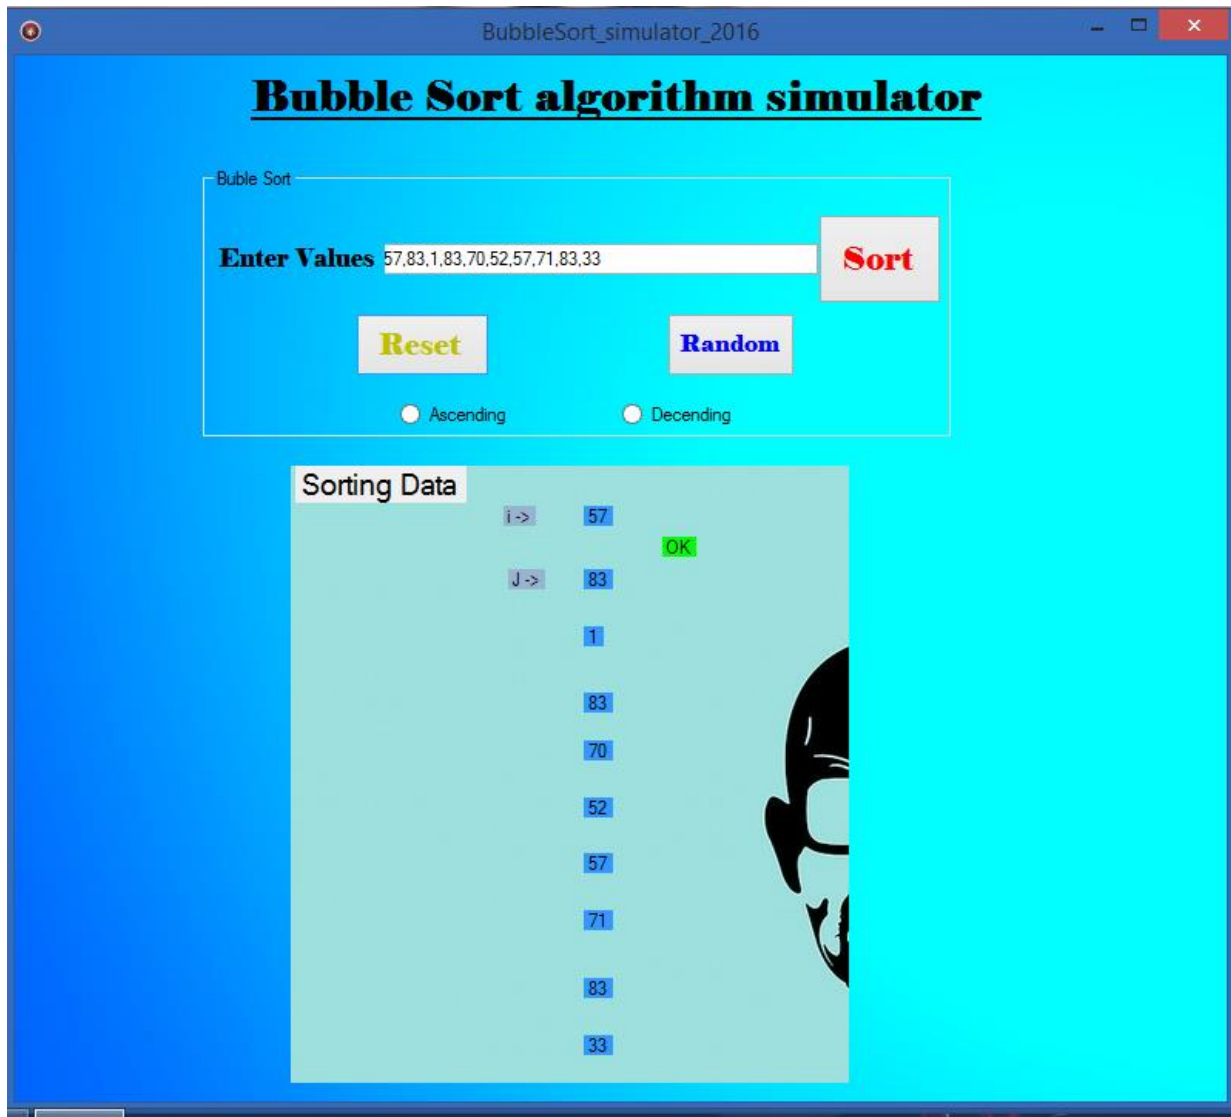 BubbleSort_simulator_2016
Bubble Sort algorithm simulator
Buble Sort
Enter Values 57,83,1,83,70,52,57,71,83,33 Sort
Reset Random
Ascending Decending
Sorting Data
i -> 57
OK
J -> 83
1
83
70
52
57
71
83
33